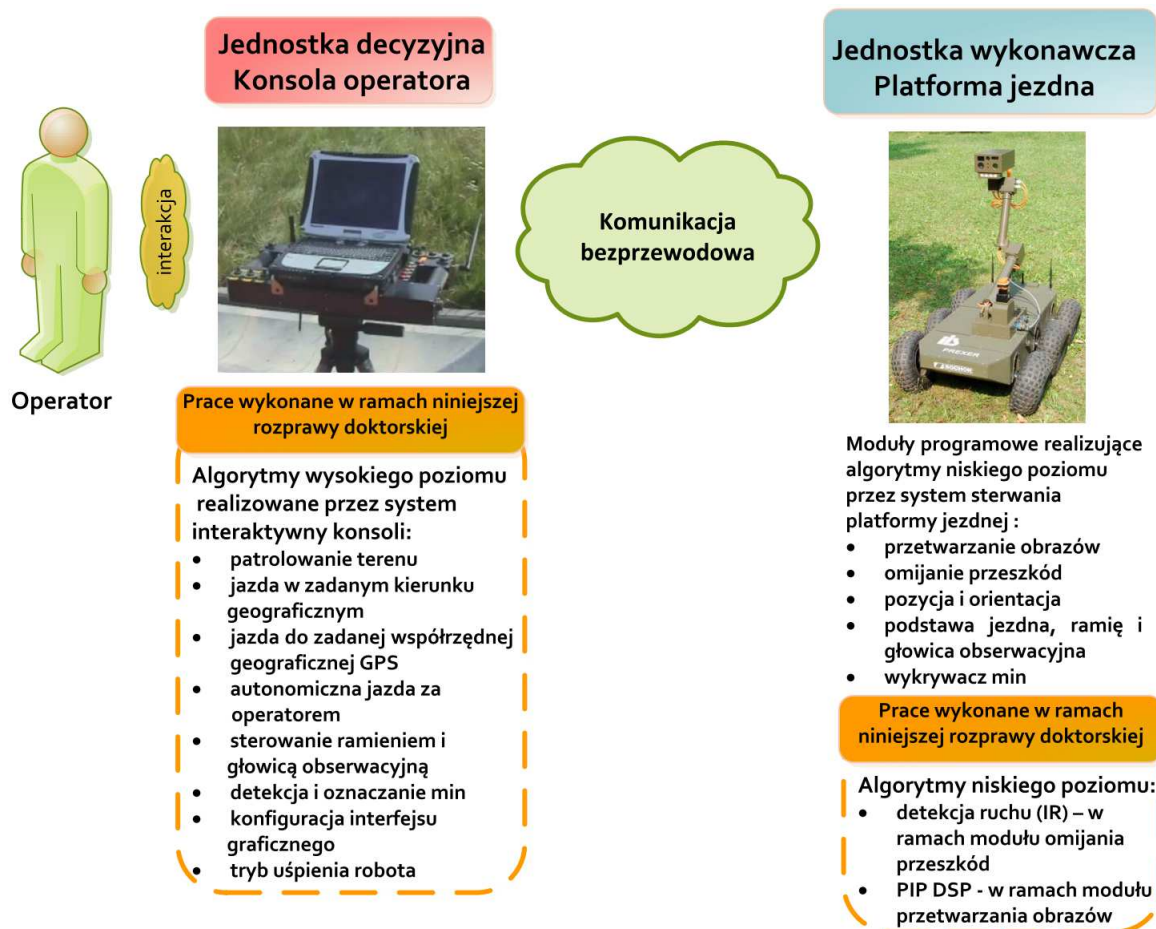 Jednostka decyzyjna
Konsola operatora
Jednostka wykonawcza
Platforma jezdna
interakcja
Operator
Komunikacja
bezprzewodowa
PREXER
Prace wykonane w ramach niniejszej
rozprawy doktorskiej
Algorytmy wysokiego poziomu
realizowane przez system
interaktywny konsoli:
• patrolowanie terenu
• jazda w zadanym kierunku
geograficznym
• jazda do zadanej współrzędnej
geograficznej GPS
• autonomiczna jazda za
operatorem
• sterowanie ramieniem i
głowicą obserwacyjną
• detekcja i oznaczanie min
• konfiguracja interfejsu
graficznego
• tryb uśpienia robota
Moduły programowe realizujące
algorytmy niskiego poziomu
przez system sterwania
platformy jezdnej :
• przetwarzanie obrazów
• omijanie przeszkód
• pozycja i orientacja
• podstawa jezdna, ramię i
głowica obserwacyjna
• wykrywacz min
Prace wykonane w ramach
niniejszej rozprawy doktorskiej
Algorytmy niskiego poziomu:
• detekcja ruchu (IR) – w
ramach modułu omijania
przeszkód
• PIP DSP - w ramach modułu
przetwarzania obrazów